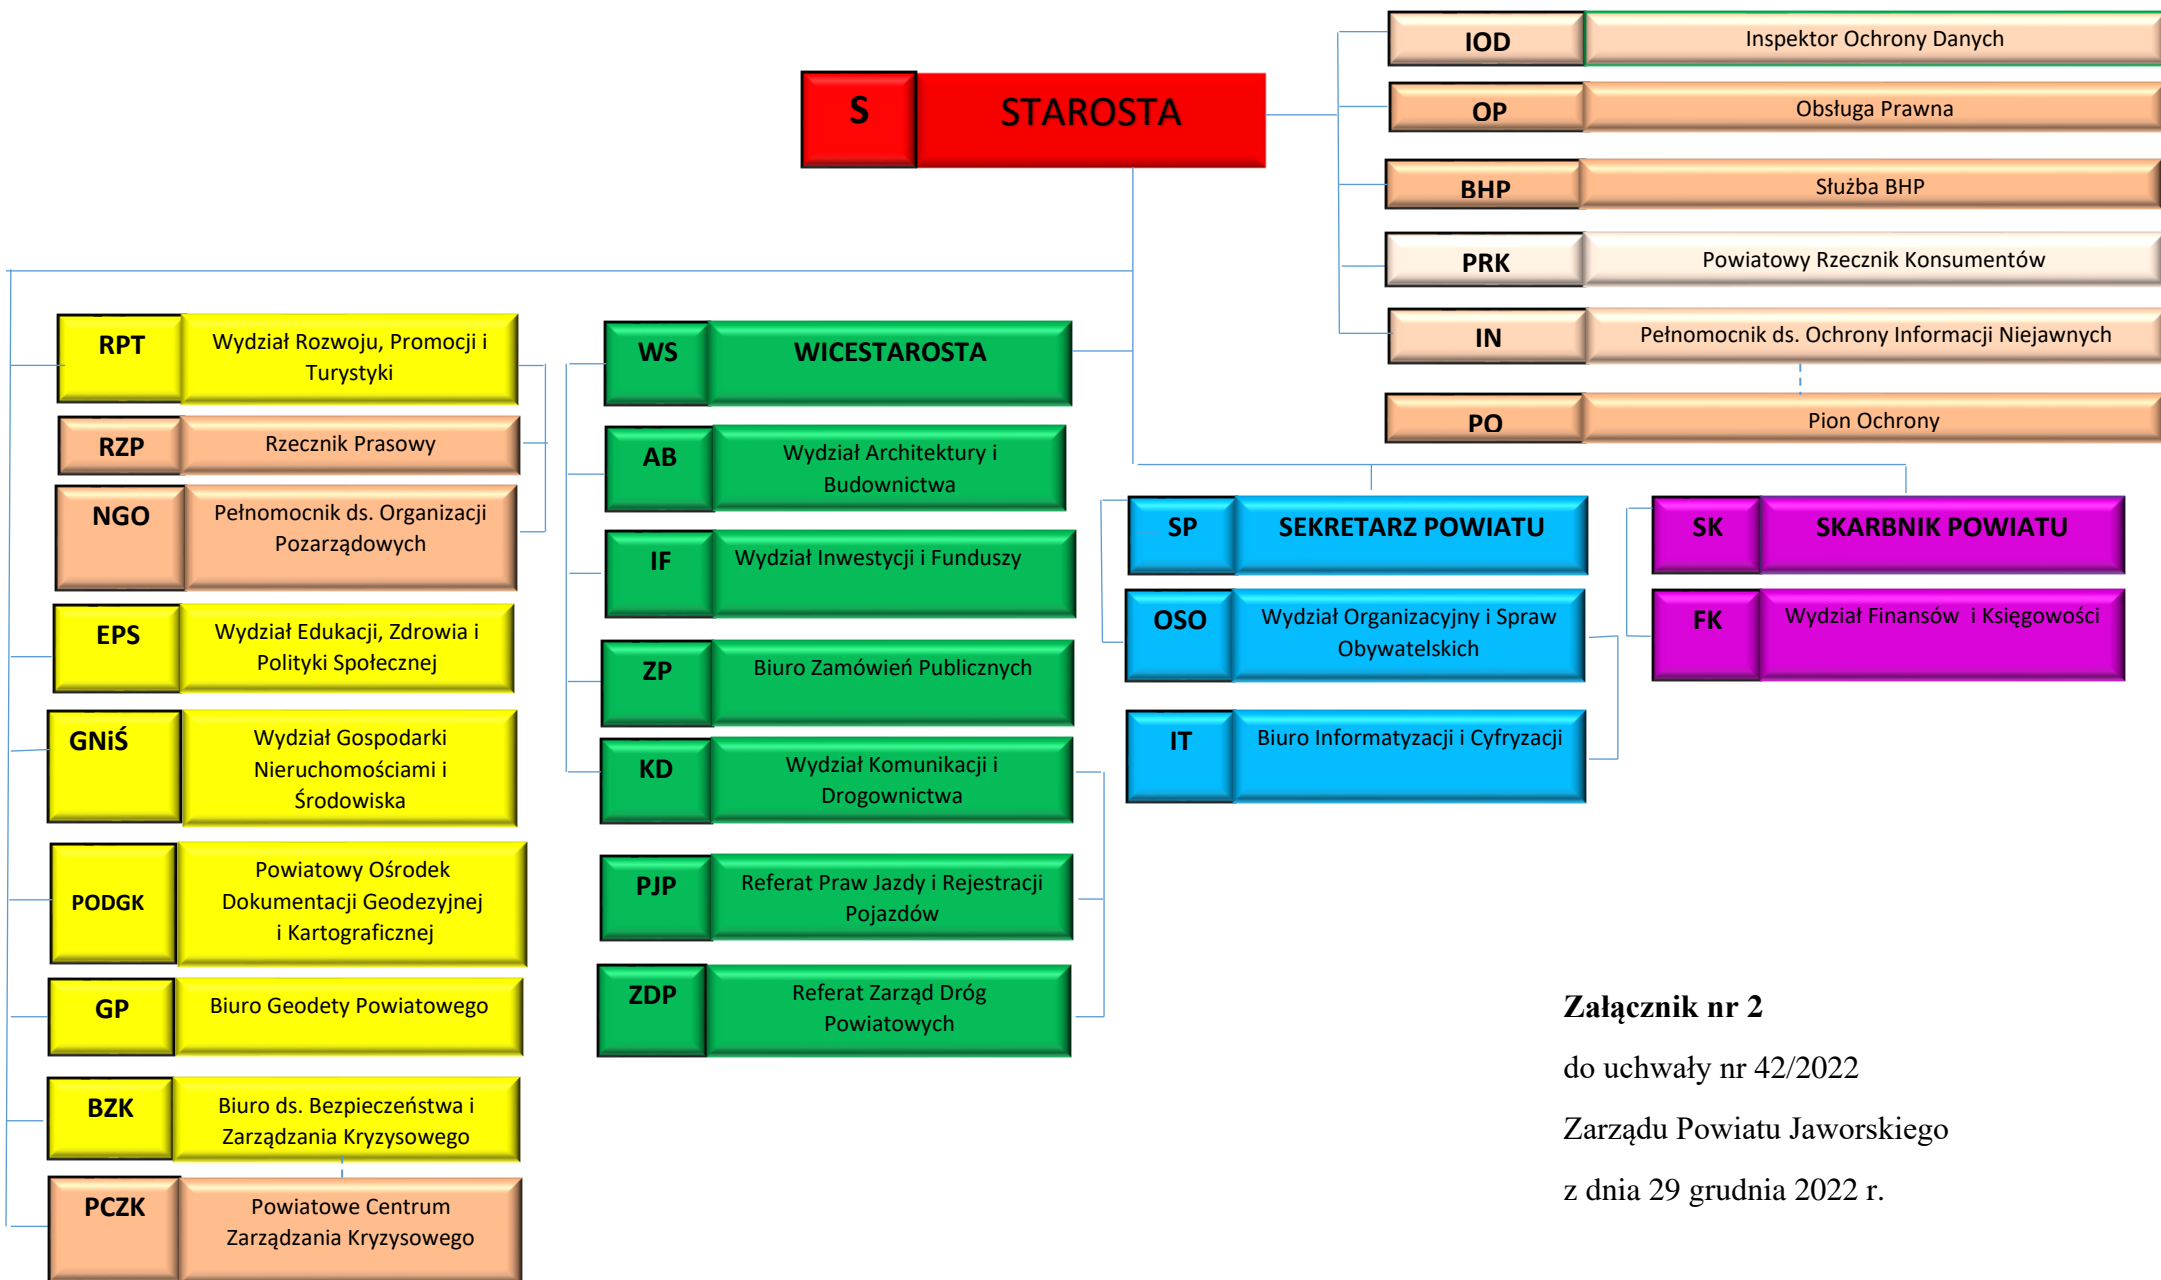 S STAROSTA
IOD Inspektor Ochrony Danych
OP Obsługa Prawna
BHP Służba BHP
PRK Powiatowy Rzecznik Konsumentów
IN Pełnomocnik ds. Ochrony Informacji Niejawnych
PO Pion Ochrony
RPT Wydział Rozwoju, Promocji i
Turystyki
RZP Rzecznik Prasowy
NGO Pełnomocnik ds. Organizacji
Pozarządowych
EPS Wydział Edukacji, Zdrowia i
Polityki Społecznej
GNiŚ Wydział Gospodarki
Nieruchomościami i
Środowiska
PODGK Powiatowy Ośrodek
Dokumentacji Geodezyjnej
i Kartograficznej
GP Biuro Geodety Powiatowego
BZK Biuro ds. Bezpieczeństwa i
Zarządzania Kryzysowego
PCZK Powiatowe Centrum
Zarządzania Kryzysowego
WS WICESTAROSTA
AB Wydział Architektury i
Budownictwa
IF Wydział Inwestycji i Funduszy
ZP Biuro Zamówień Publicznych
KD Wydział Komunikacji i
Drogownictwa
PJP Referat Praw Jazdy i Rejestracji
Pojazdów
ZDP Referat Zarząd Dróg
Powiatowych
SP SEKRETARZ POWIATU
OSO Wydział Organizacyjny i Spraw
Obywatelskich
IT Biuro Informatyzacji i Cyfryzacji
SK SKARBNIK POWIATU
FK Wydział Finansów i Księgowości
Załącznik nr 2
do uchwały nr 42/2022
Zarządu Powiatu Jaworskiego
z dnia 29 grudnia 2022 r.